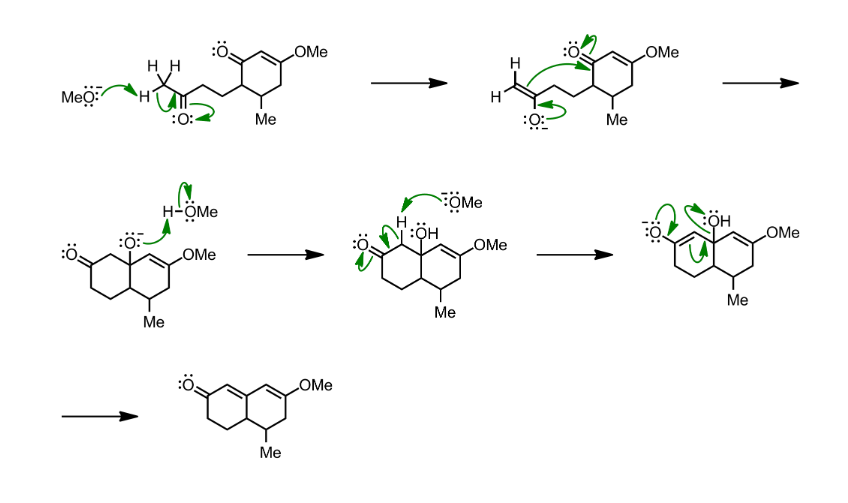 O OMe
H H
MeO:⁻ H
:O: Me
O OMe
H
H
:O:⁻ Me
H–OMe
:O:⁻
O OMe
Me
⁻:OMe
H
O OH OMe
Me
OH
⁻O OMe
Me
O OMe
Me